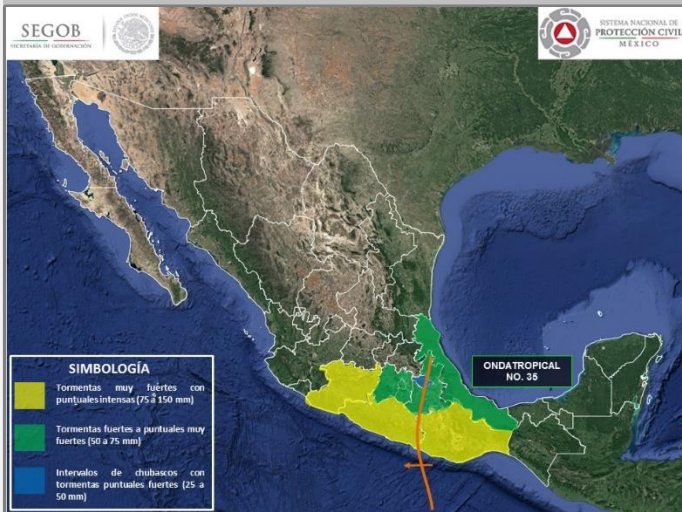 SEGOB
SECRETARÍA DE GOBERNACIÓN
SISTEMA NACIONAL DE
PROTECCIÓN CIVIL
MÉXICO
ONDA TROPICAL
NO. 35
SIMBOLOGÍA
Tormentas muy fuertes con
puntuales intensas (75 a 150 mm)
Tormentas fuertes a puntuales muy
fuertes (50 a 75 mm)
Intervalos de chubascos con
tormentas puntuales fuertes (25 a
50 mm)